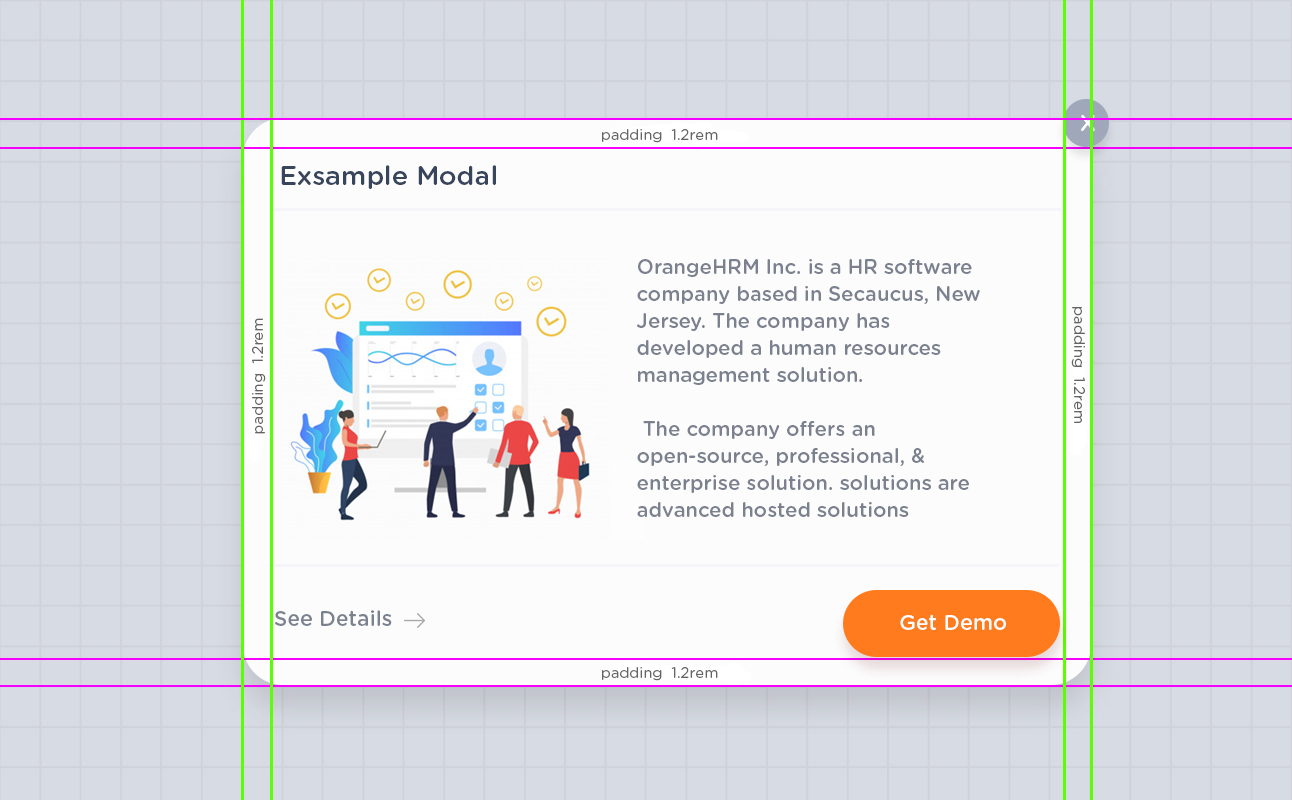 padding 1.2rem
X
Exsample Modal
OrangeHRM Inc. is a HR software
company based in Secaucus, New
Jersey. The company has
developed a human resources
management solution.
The company offers an
open-source, professional, &
enterprise solution. solutions are
advanced hosted solutions
padding 1.2rem
padding 1.2rem
See Details →
Get Demo
padding 1.2rem